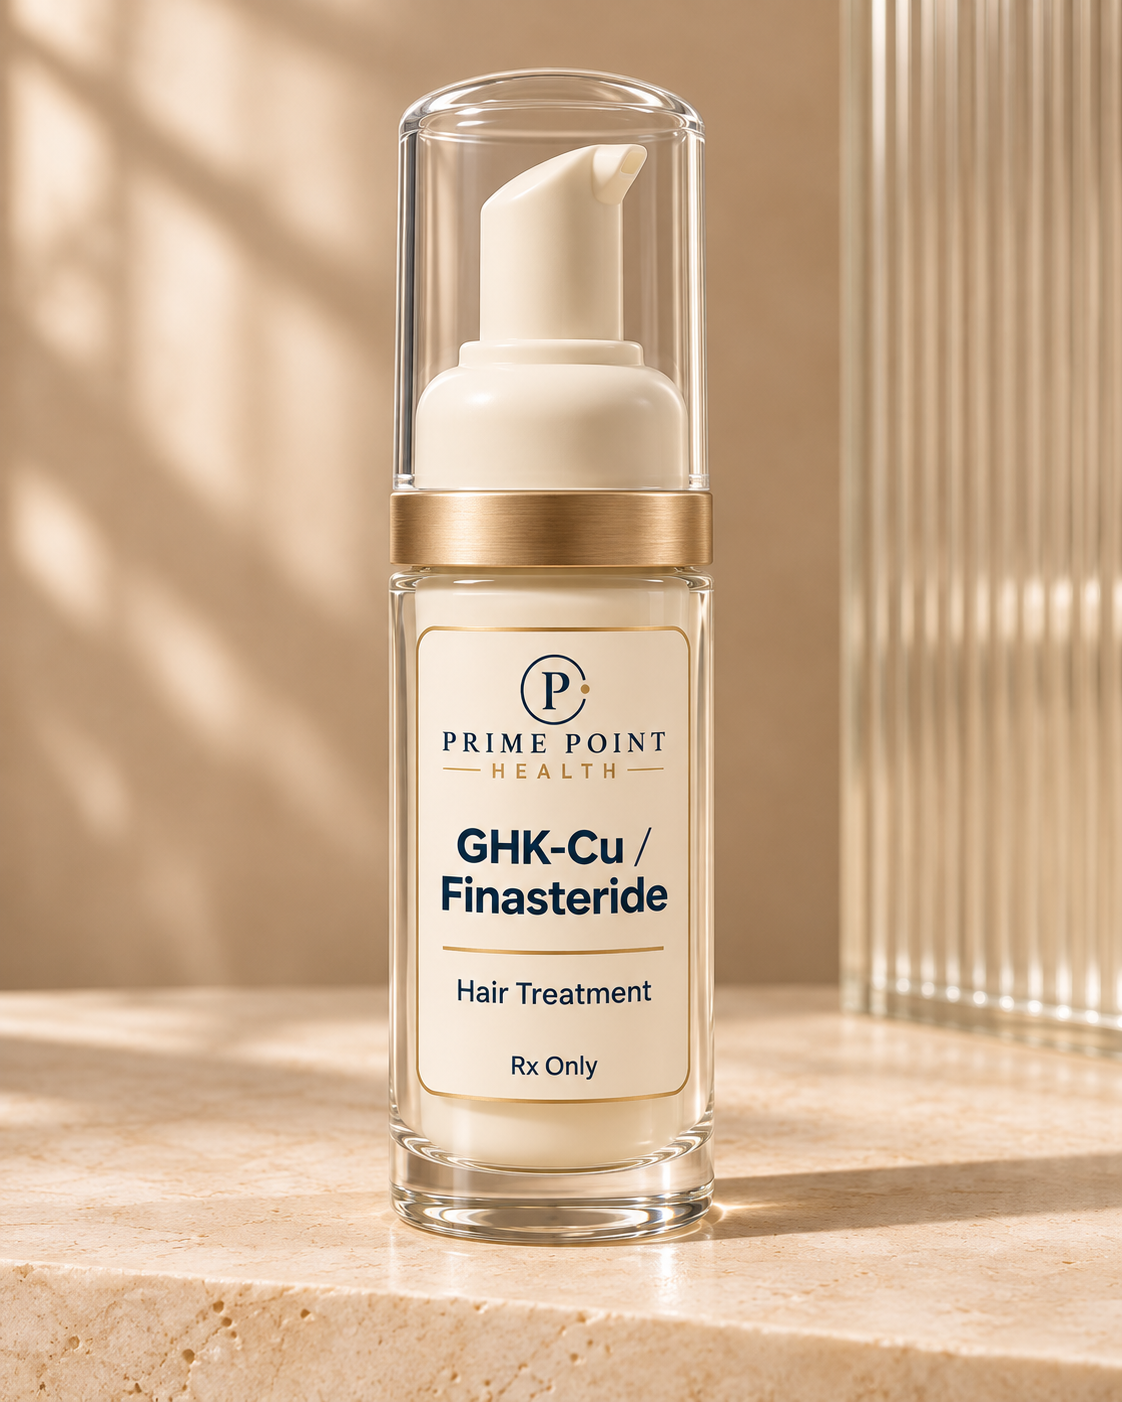 P
PRIME POINT
HEALTH
GHK-Cu /
Finasteride
Hair Treatment
Rx Only